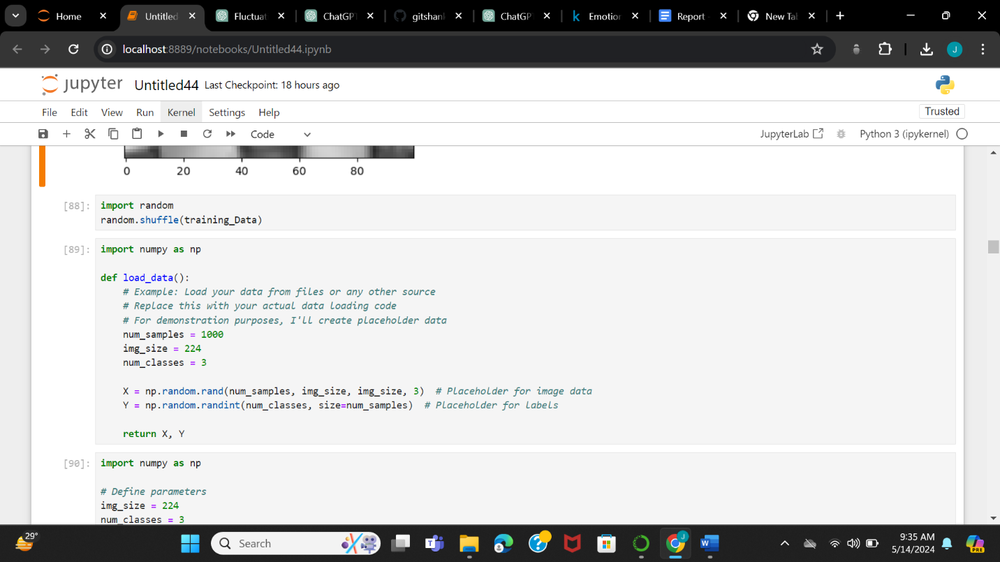 Home
Untitled
Fluctuat
ChatGPT
gitshan
ChatGP
Emotion
Report
New Tal
localhost:8889/notebooks/Untitled44.ipynb
J
jupyter Untitled44 Last Checkpoint: 18 hours ago
File Edit View Run Kernel Settings Help
Trusted
Code
JupyterLab
Python 3 (ipykernel)
0 20 40 60 80
[88]:
import random
random.shuffle(training_Data)
[89]:
import numpy as np
def load_data():
# Example: Load your data from files or any other source
# Replace this with your actual data loading code
# For demonstration purposes, I'll create placeholder data
num_samples = 1000
img_size = 224
num_classes = 3
X = np.random.rand(num_samples, img_size, img_size, 3) # Placeholder for image data
Y = np.random.randint(num_classes, size=num_samples) # Placeholder for labels
return X, Y
[90]:
import numpy as np
# Define parameters
img_size = 224
num_classes = 3
29°
Search
9:35 AM
5/14/2024
PRE